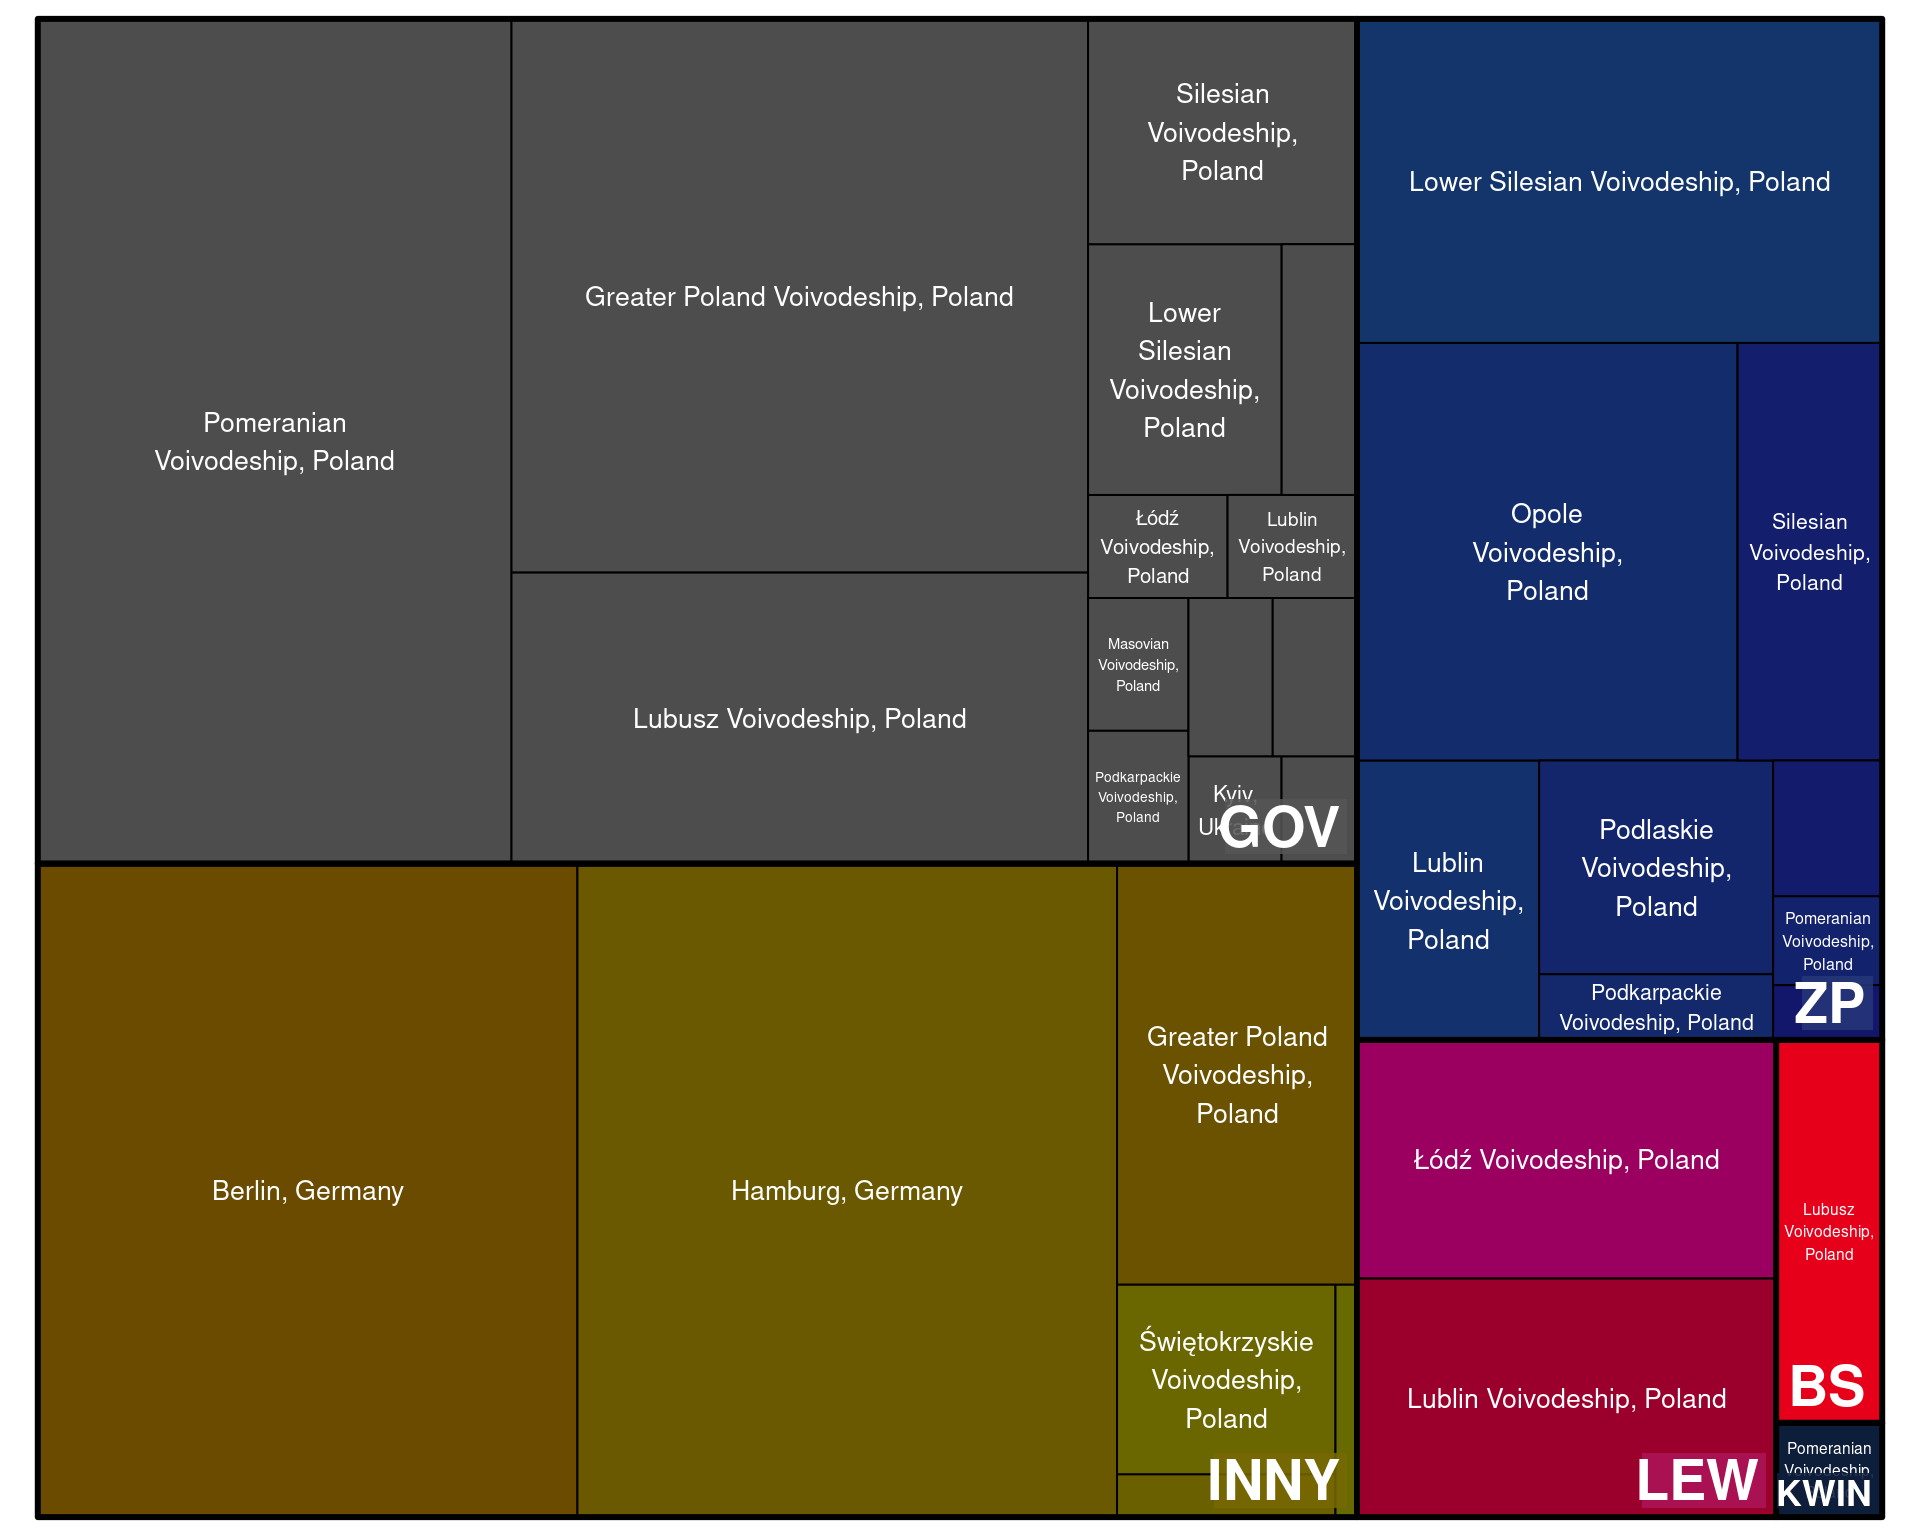 Pomeranian
Voivodeship, Poland
Greater Poland Voivodeship, Poland
Lubusz Voivodeship, Poland
Silesian
Voivodeship,
Poland
Lower
Silesian
Voivodeship,
Poland
Łódź
Voivodeship,
Poland
Lublin
Voivodeship,
Poland
Masovian
Voivodeship,
Poland
Podkarpackie
Voivodeship,
Poland
Kyiv,
GOV
Berlin, Germany
Hamburg, Germany
Greater Poland
Voivodeship,
Poland
Świętokrzyskie
Voivodeship,
Poland
INNY
Lower Silesian Voivodeship, Poland
Opole
Voivodeship,
Poland
Silesian
Voivodeship,
Poland
Lublin
Voivodeship,
Poland
Podlaskie
Voivodeship,
Poland
Podkarpackie
Voivodeship, Poland
Pomeranian
Voivodeship,
Poland
ZP
Łódź Voivodeship, Poland
Lublin Voivodeship, Poland
LEW
Lubusz
Voivodeship,
Poland
BS
Pomeranian
Voivodeship,
KWIN